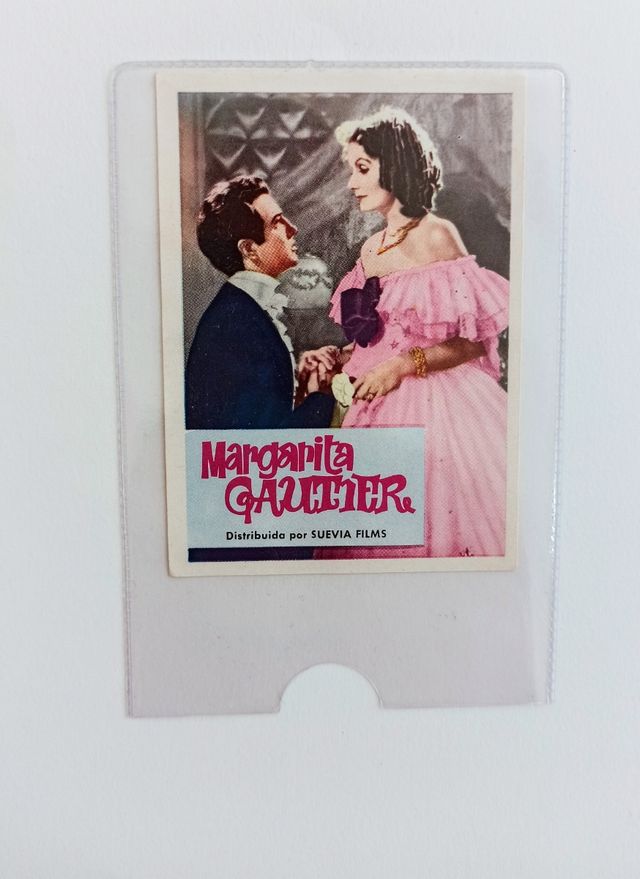 Margarita
GAUTIER
Distribuida por SUEVIA FILMS